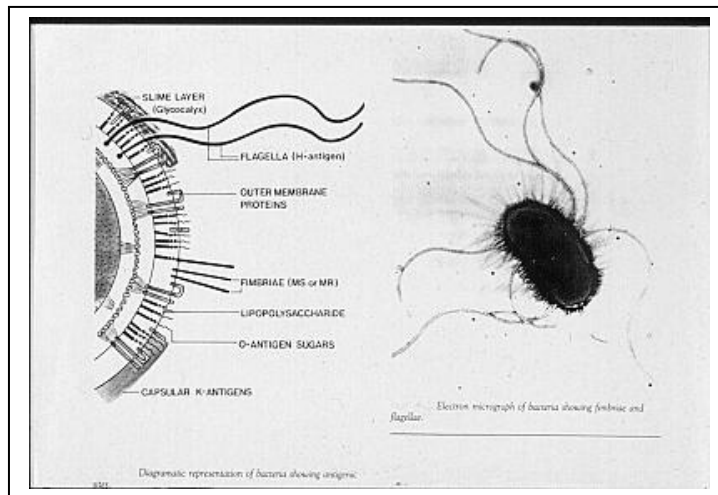 SLIME LAYER
(Glycocalyx)
FLAGELLA (H-antigen)
OUTER MEMBRANE
PROTEINS
FIMBRIAE (MS or MR)
LIPOPOLYSACCHARIDE
O-ANTIGEN SUGARS
CAPSULAR K-ANTIGENS
Diagramatic representation of bacteria showing antigenic
Electron micrograph of bacteria showing fimbriae and
flagellae.